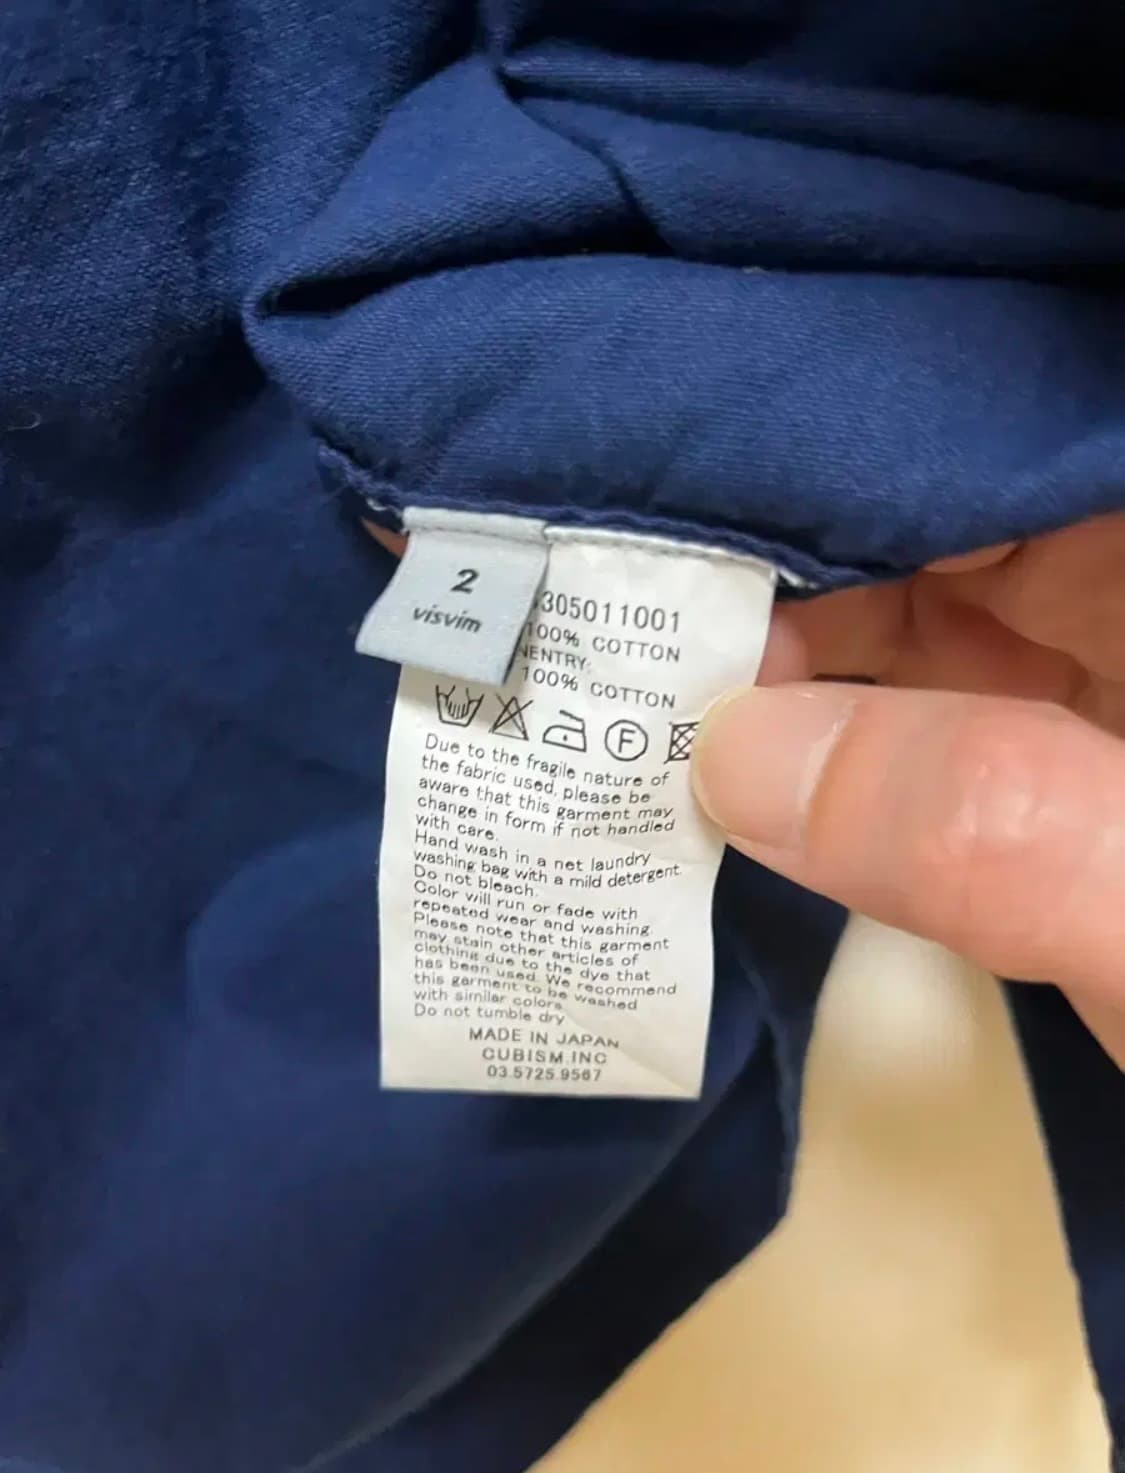 2
visvim
305011001
100% COTTON
100% COTTON
F
Due to the fragile nature of
the fabric used, please be
aware that this garment may
change in form if not handled
with care.
Hand wash in a net laundry
washing bag with a mild detergent.
Do not bleach.
Color will run or fade with
repeated wear and washing.
Please note that this garment
may stain other articles of
clothing due to the dye that
has been used. We recommend
this garment to be washed
with similar colors.
Do not tumble dry
MADE IN JAPAN
CUBISM.INC
03.5725.9567